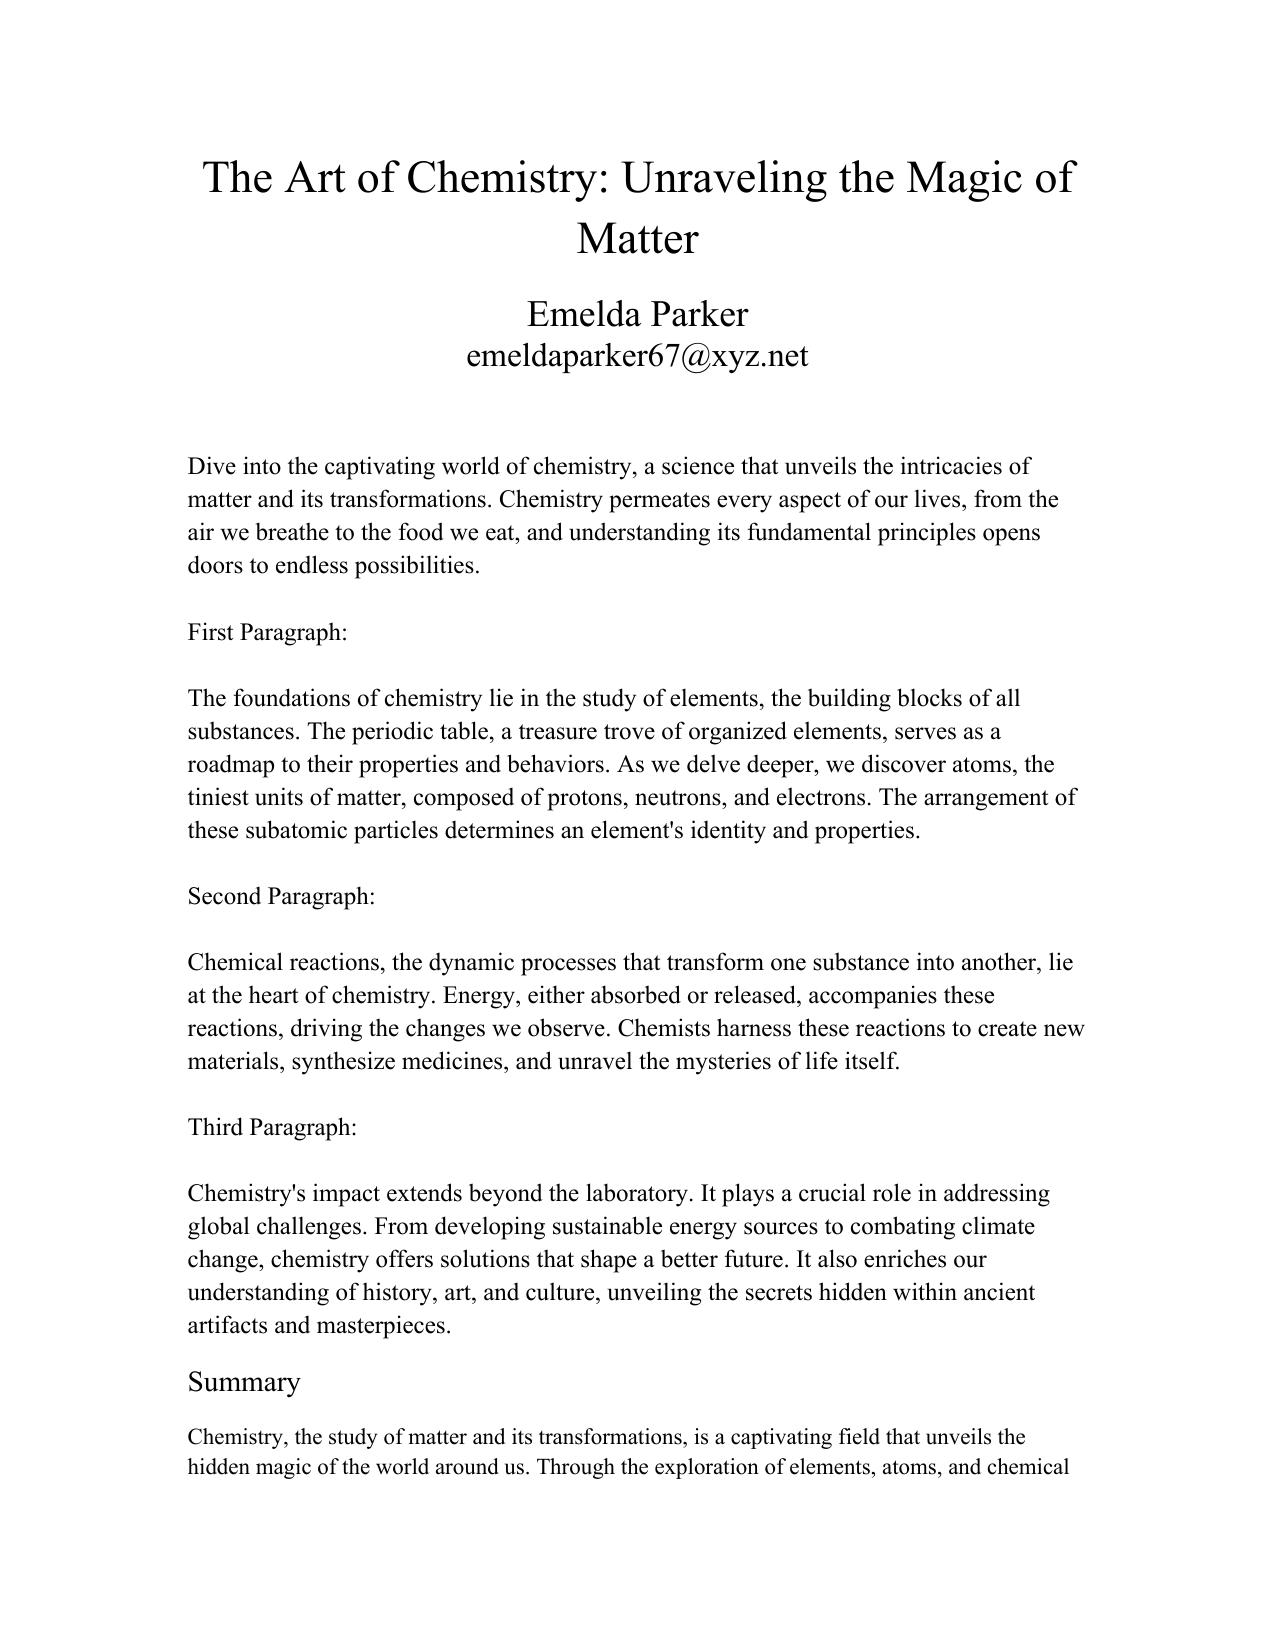 The Art of Chemistry: Unraveling the Magic of
Matter
Emelda Parker
emeldaparker67@xyz.net
Dive into the captivating world of chemistry, a science that unveils the intricacies of
matter and its transformations. Chemistry permeates every aspect of our lives, from the
air we breathe to the food we eat, and understanding its fundamental principles opens
doors to endless possibilities.
First Paragraph:
The foundations of chemistry lie in the study of elements, the building blocks of all
substances. The periodic table, a treasure trove of organized elements, serves as a
roadmap to their properties and behaviors. As we delve deeper, we discover atoms, the
tiniest units of matter, composed of protons, neutrons, and electrons. The arrangement of
these subatomic particles determines an element's identity and properties.
Second Paragraph:
Chemical reactions, the dynamic processes that transform one substance into another, lie
at the heart of chemistry. Energy, either absorbed or released, accompanies these
reactions, driving the changes we observe. Chemists harness these reactions to create new
materials, synthesize medicines, and unravel the mysteries of life itself.
Third Paragraph:
Chemistry's impact extends beyond the laboratory. It plays a crucial role in addressing
global challenges. From developing sustainable energy sources to combating climate
change, chemistry offers solutions that shape a better future. It also enriches our
understanding of history, art, and culture, unveiling the secrets hidden within ancient
artifacts and masterpieces.
Summary
Chemistry, the study of matter and its transformations, is a captivating field that unveils the
hidden magic of the world around us. Through the exploration of elements, atoms, and chemical